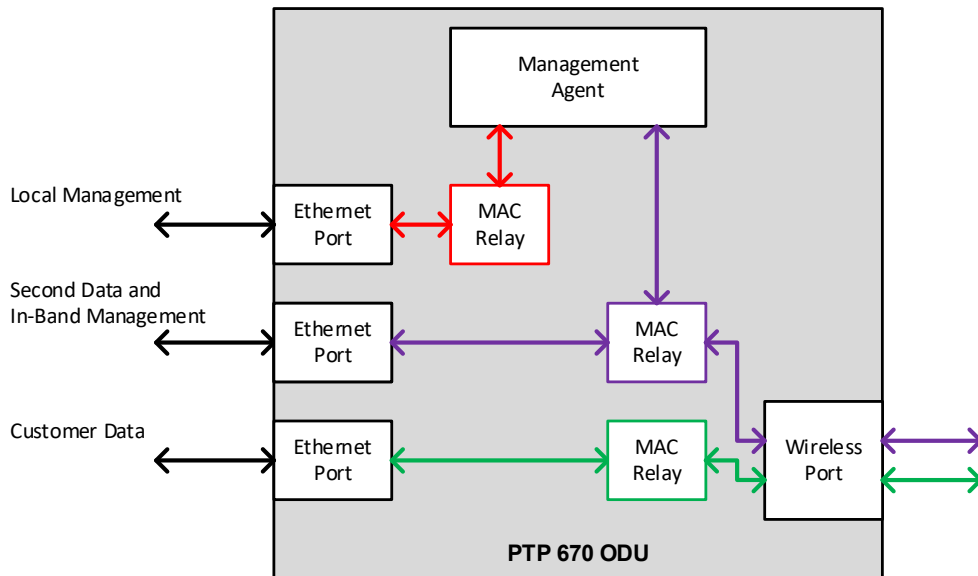 Management
Agent
Local Management
Ethernet
Port
MAC
Relay
Second Data and
In-Band Management
Ethernet
Port
MAC
Relay
Customer Data
Ethernet
Port
MAC
Relay
Wireless
Port
PTP 670 ODU